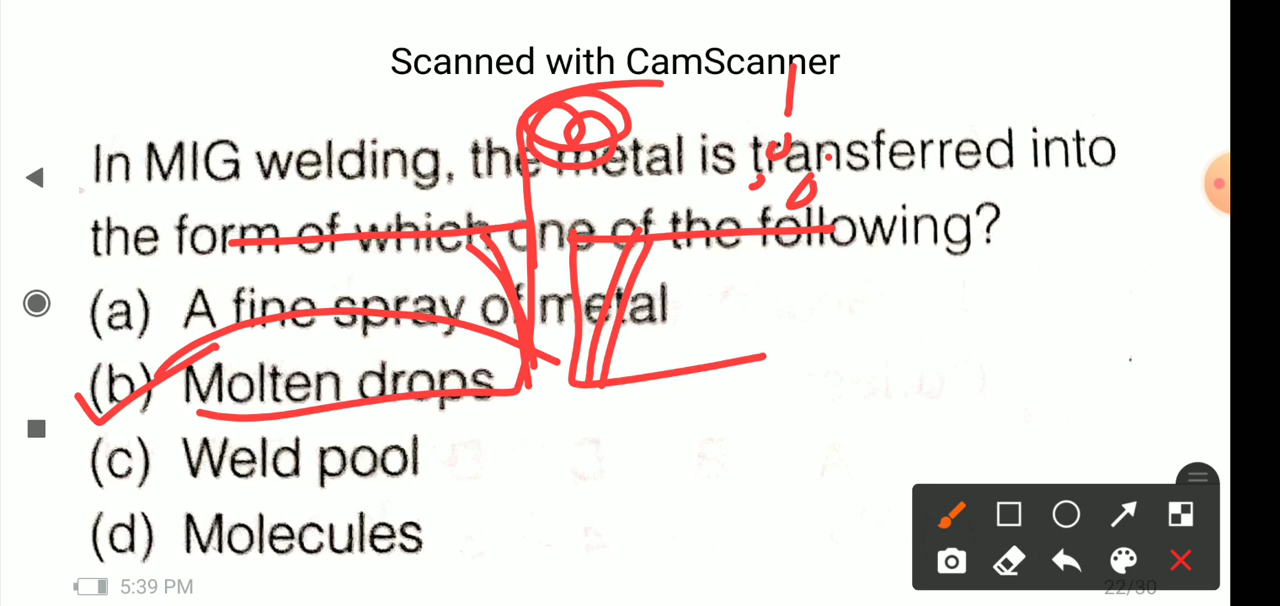 Scanned with CamScanner
In MIG welding, the metal is transferred into
the form of which one of the following?
(a) A fine spray of metal
(b) Molten drops
(c) Weld pool
(d) Molecules
5:39 PM
22/30